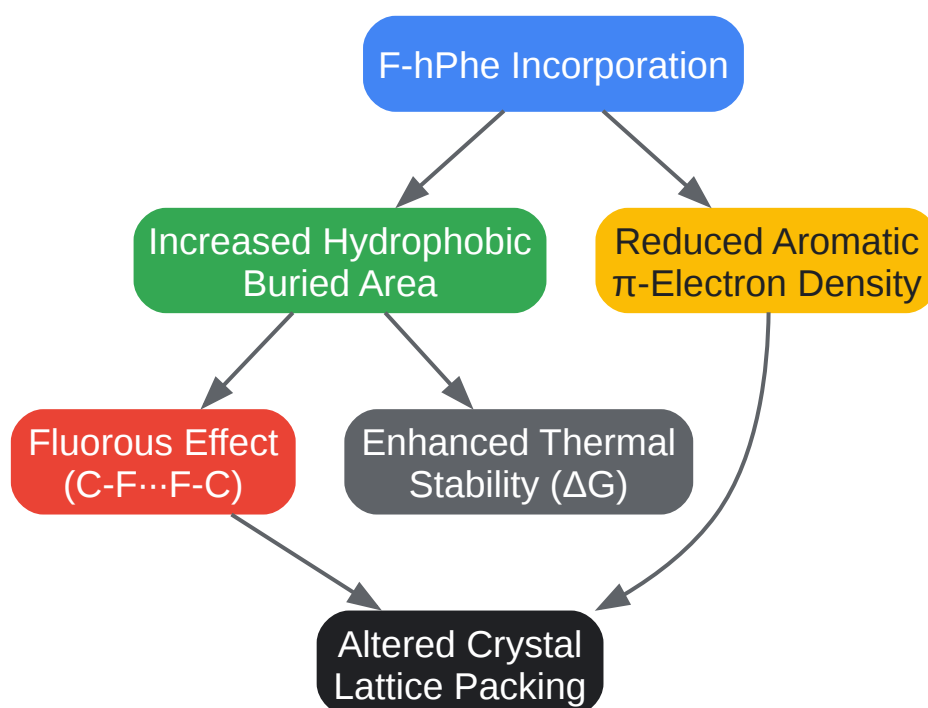 F-hPhe Incorporation
Increased Hydrophobic
Buried Area
Reduced Aromatic
π-Electron Density
Fluorous Effect
(C-F···F-C)
Enhanced Thermal
Stability (ΔG)
Altered Crystal
Lattice Packing